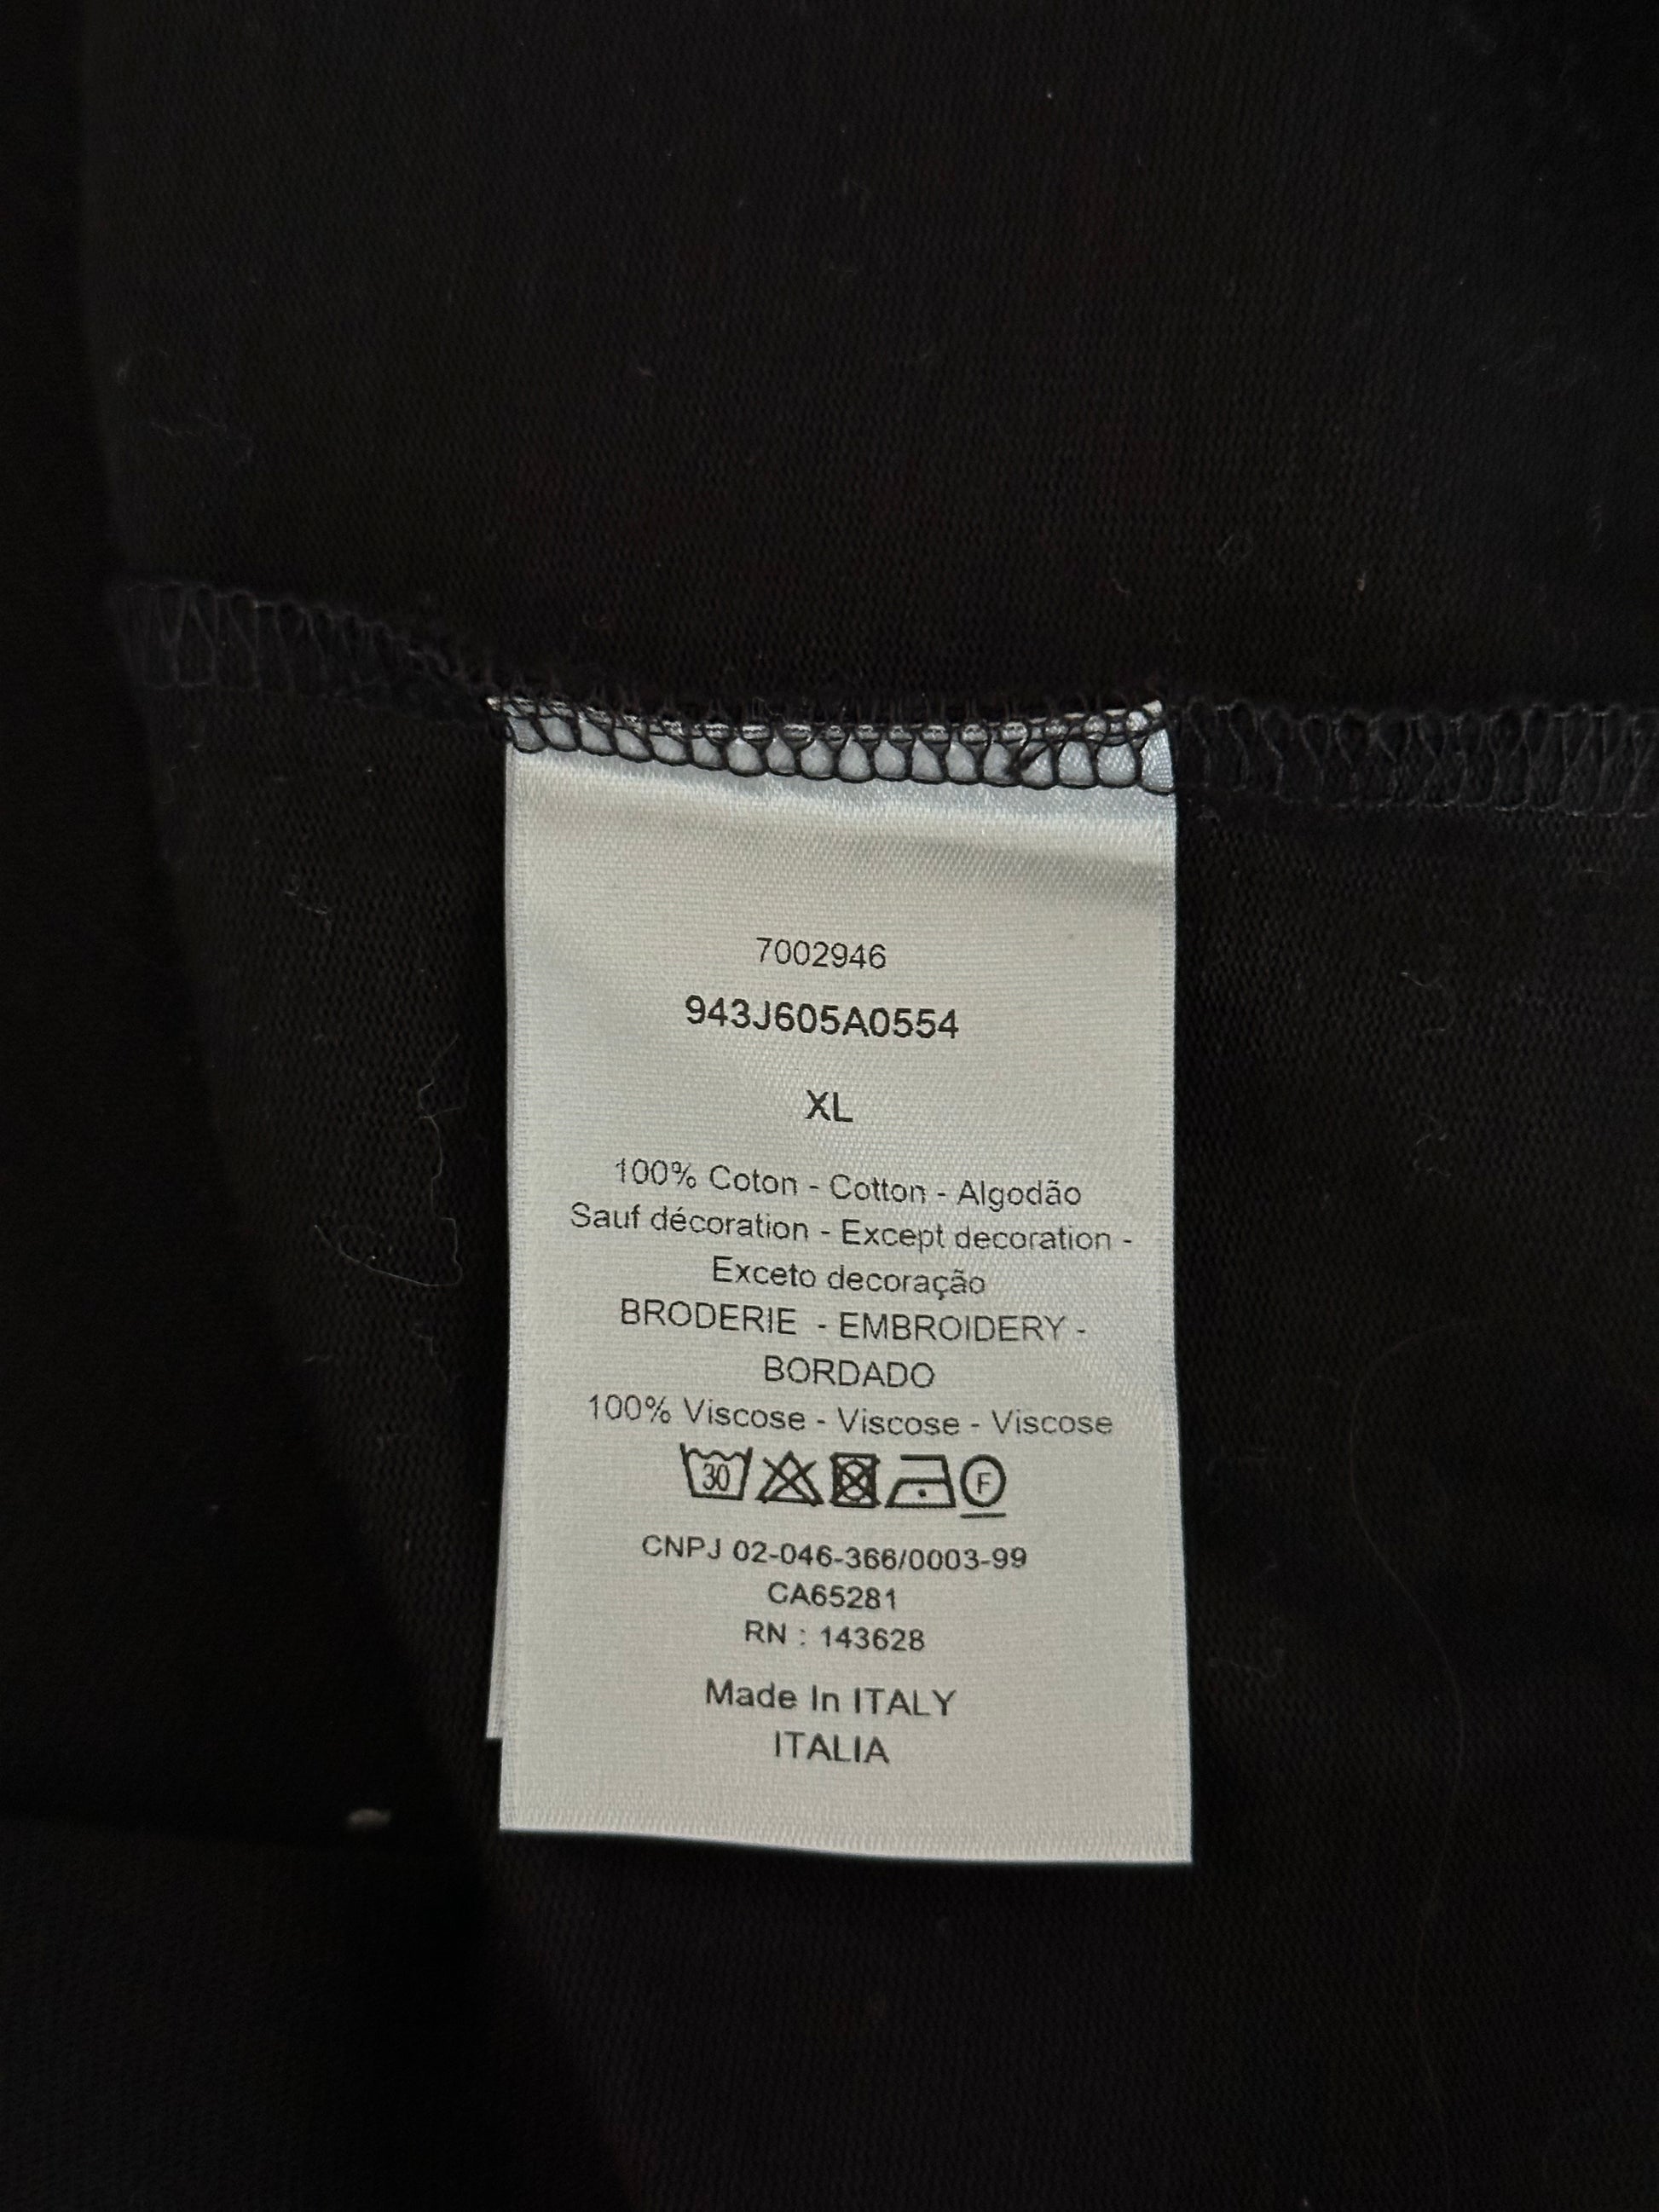 7002946
943J605A0554
XL
100% Coton - Cotton - Algodão
Sauf décoration - Except decoration -
Exceto decoração
BRODERIE - EMBROIDERY -
BORDADO
100% Viscose - Viscose - Viscose
30 F
CNPJ 02-046-366/0003-99
CA65281
RN : 143628
Made In ITALY
ITALIA